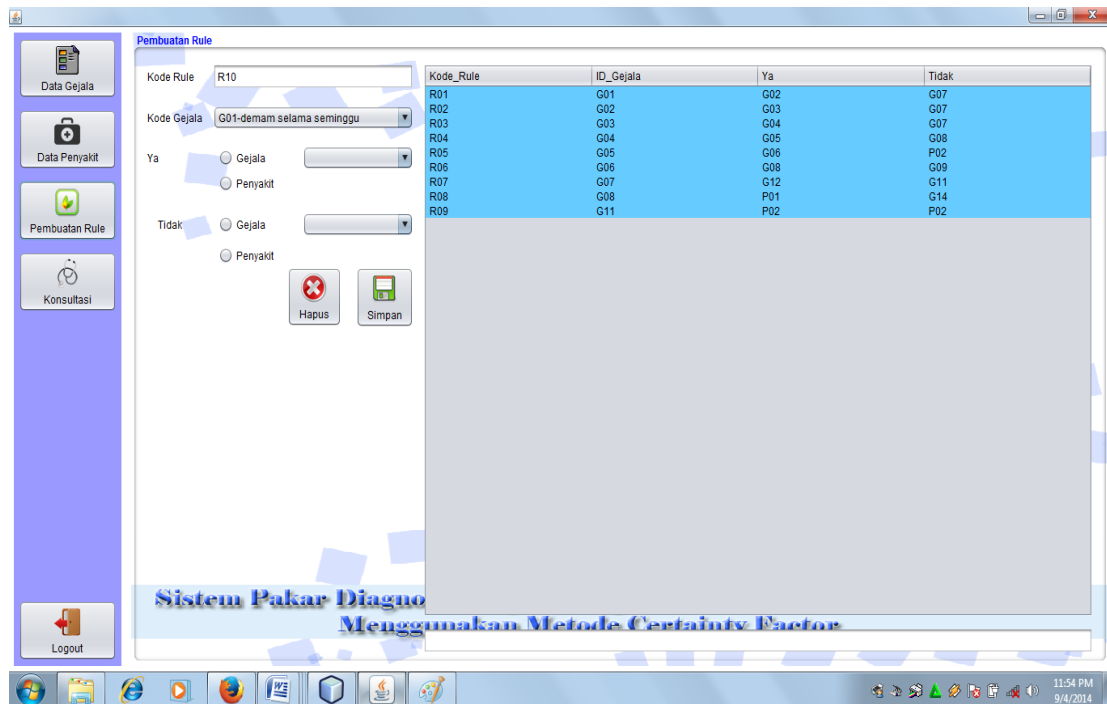 Pembuatan Rule
Data Gejala
Data Penyakit
Pembuatan Rule
Konsultasi
Logout
Kode Rule R10
Kode Gejala G01-demam selama seminggu
Ya Gejala
Penyakit
Tidak Gejala
Penyakit
Hapus Simpan
Kode_Rule ID_Gejala Ya Tidak
R01 G01 G02 G07
R02 G02 G03 G07
R03 G03 G04 G07
R04 G04 G05 G08
R05 G05 G06 P02
R06 G06 G08 G09
R07 G07 G12 G11
R08 G08 P01 G14
R09 G11 P02 P02
Sistem Pakar Diagno
Menggunakan Metode Certainty Factor
11:54 PM
9/4/2014